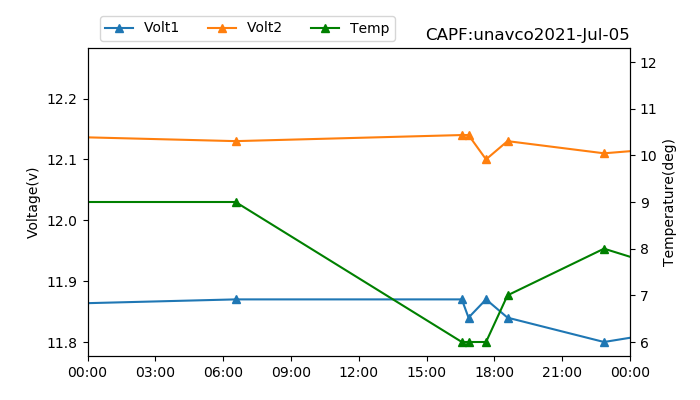 Volt1 Volt2 Temp
CAPF:unavco2021-Jul-05
12.2
12.1
12.0
11.9
11.8
Voltage(v)
12
11
10
9
8
7
6
Temperature(deg)
00:00 03:00 06:00 09:00 12:00 15:00 18:00 21:00 00:00